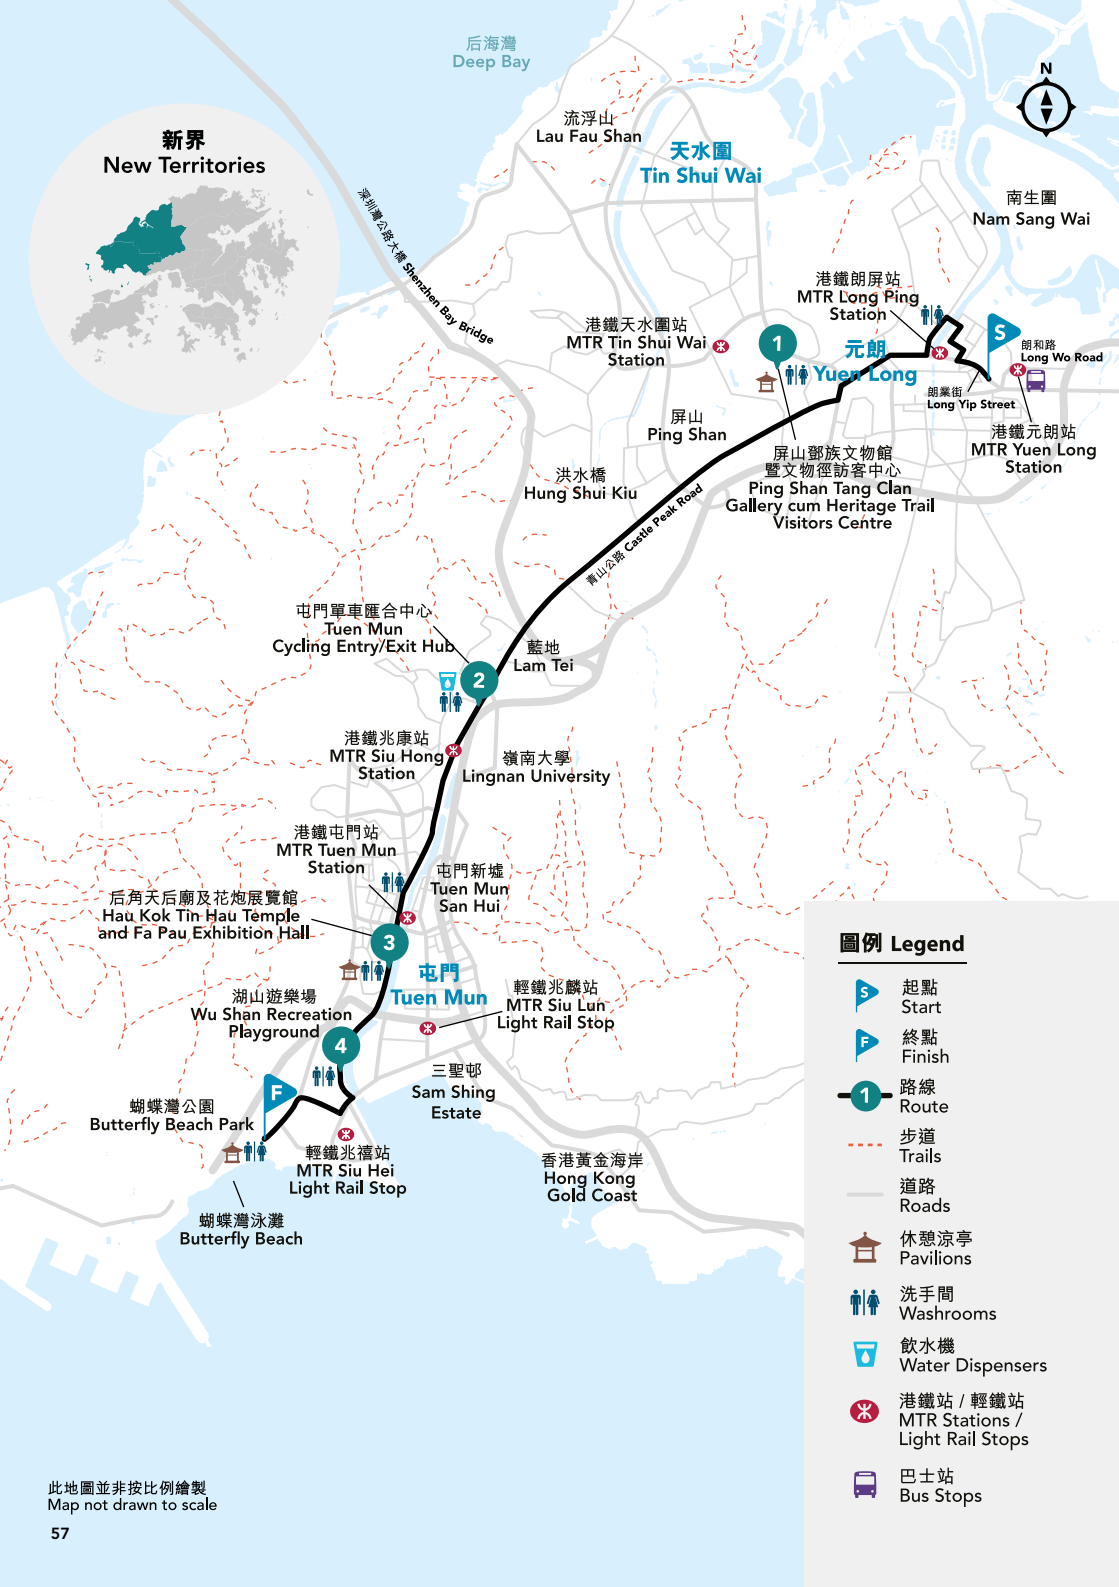 后海灣
Deep Bay
新界
New Territories
流浮山
Lau Fau Shan
天水圍
Tin Shui Wai
N
南生圍
Nam Sang Wai
深圳灣公路大橋 Shenzhen Bay Bridge
港鐵朗屏站
MTR Long Ping
Station
港鐵天水圍站
MTR Tin Shui Wai
Station
1
元朗
Yuen Long
S
朗和路
Long Wo Road
朗業街
Long Yip Street
港鐵元朗站
MTR Yuen Long
Station
屏山
Ping Shan
屏山鄧族文物館
暨文物徑訪客中心
Ping Shan Tang Clan
Gallery cum Heritage Trail
Visitors Centre
洪水橋
Hung Shui Kiu
青山公路 Castle Peak Road
屯門單車匯合中心
Tuen Mun
Cycling Entry/Exit Hub
藍地
Lam Tei
2
港鐵兆康站
MTR Siu Hong
Station
嶺南大學
Lingnan University
港鐵屯門站
MTR Tuen Mun
Station
屯門新墟
Tuen Mun
San Hui
后角天后廟及花炮展覽館
Hau Kok Tin Hau Temple
and Fa Pau Exhibition Hall
3
屯門
Tuen Mun
湖山遊樂場
Wu Shan Recreation
Playground
輕鐵兆麟站
MTR Siu Lun
Light Rail Stop
4
三聖邨
Sam Shing
Estate
F
蝴蝶灣公園
Butterfly Beach Park
輕鐵兆禧站
MTR Siu Hei
Light Rail Stop
香港黃金海岸
Hong Kong
Gold Coast
蝴蝶灣泳灘
Butterfly Beach
圖例 Legend
S
起點
Start
F
終點
Finish
1
路線
Route
步道
Trails
道路
Roads
休憩涼亭
Pavilions
洗手間
Washrooms
飲水機
Water Dispensers
港鐵站 / 輕鐵站
MTR Stations /
Light Rail Stops
巴士站
Bus Stops
此地圖並非按比例繪製
Map not drawn to scale
57